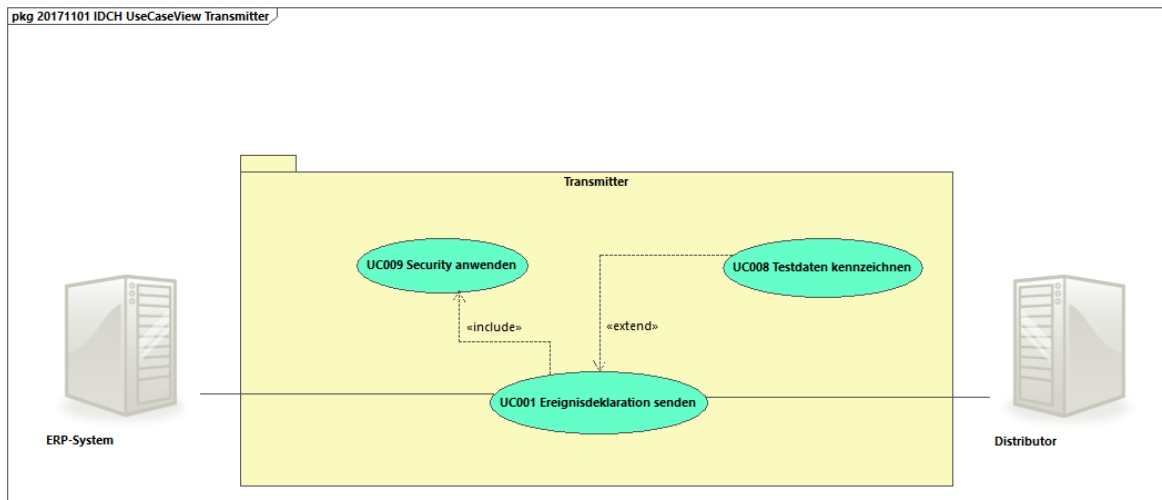 pkg 20171101 IDCH UseCaseView Transmitter
Transmitter
UC009 Security anwenden
UC008 Testdaten kennzeichnen
«include»
«extend»
UC001 Ereignisdeklaration senden
ERP-System
Distributor